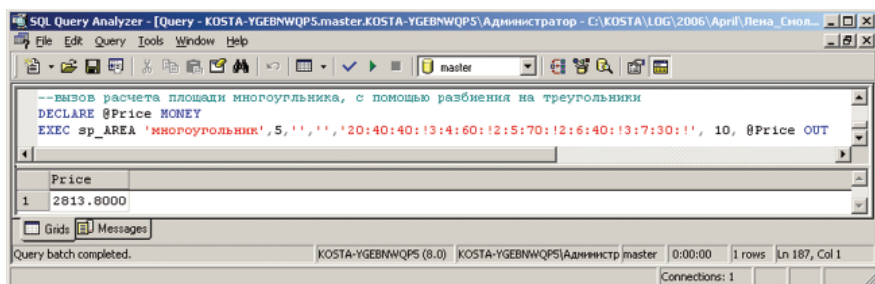 SQL Query Analyzer - [Query - KOSTA-YGEBNWQP5.master.KOSTA-YGEBNWQP5\Администратор - C:\KOSTA\LOG\2006\April\Лена_Смол...
File Edit Query Tools Window Help
master
--вызов расчета площади многоугльника, с помощью разбиения на треугольники
DECLARE @Price MONEY
EXEC sp_AREA 'многоугольник',5,'','','20:40:40:!3:4:60:!2:5:70:!2:6:40:!3:7:30:!', 10, @Price OUT
Price
1 2813.8000
Grids Messages
Query batch completed. KOSTA-YGEBNWQP5 (8.0) KOSTA-YGEBNWQP5\Администр master 0:00:00 1 rows Ln 187, Col 1
Connections: 1